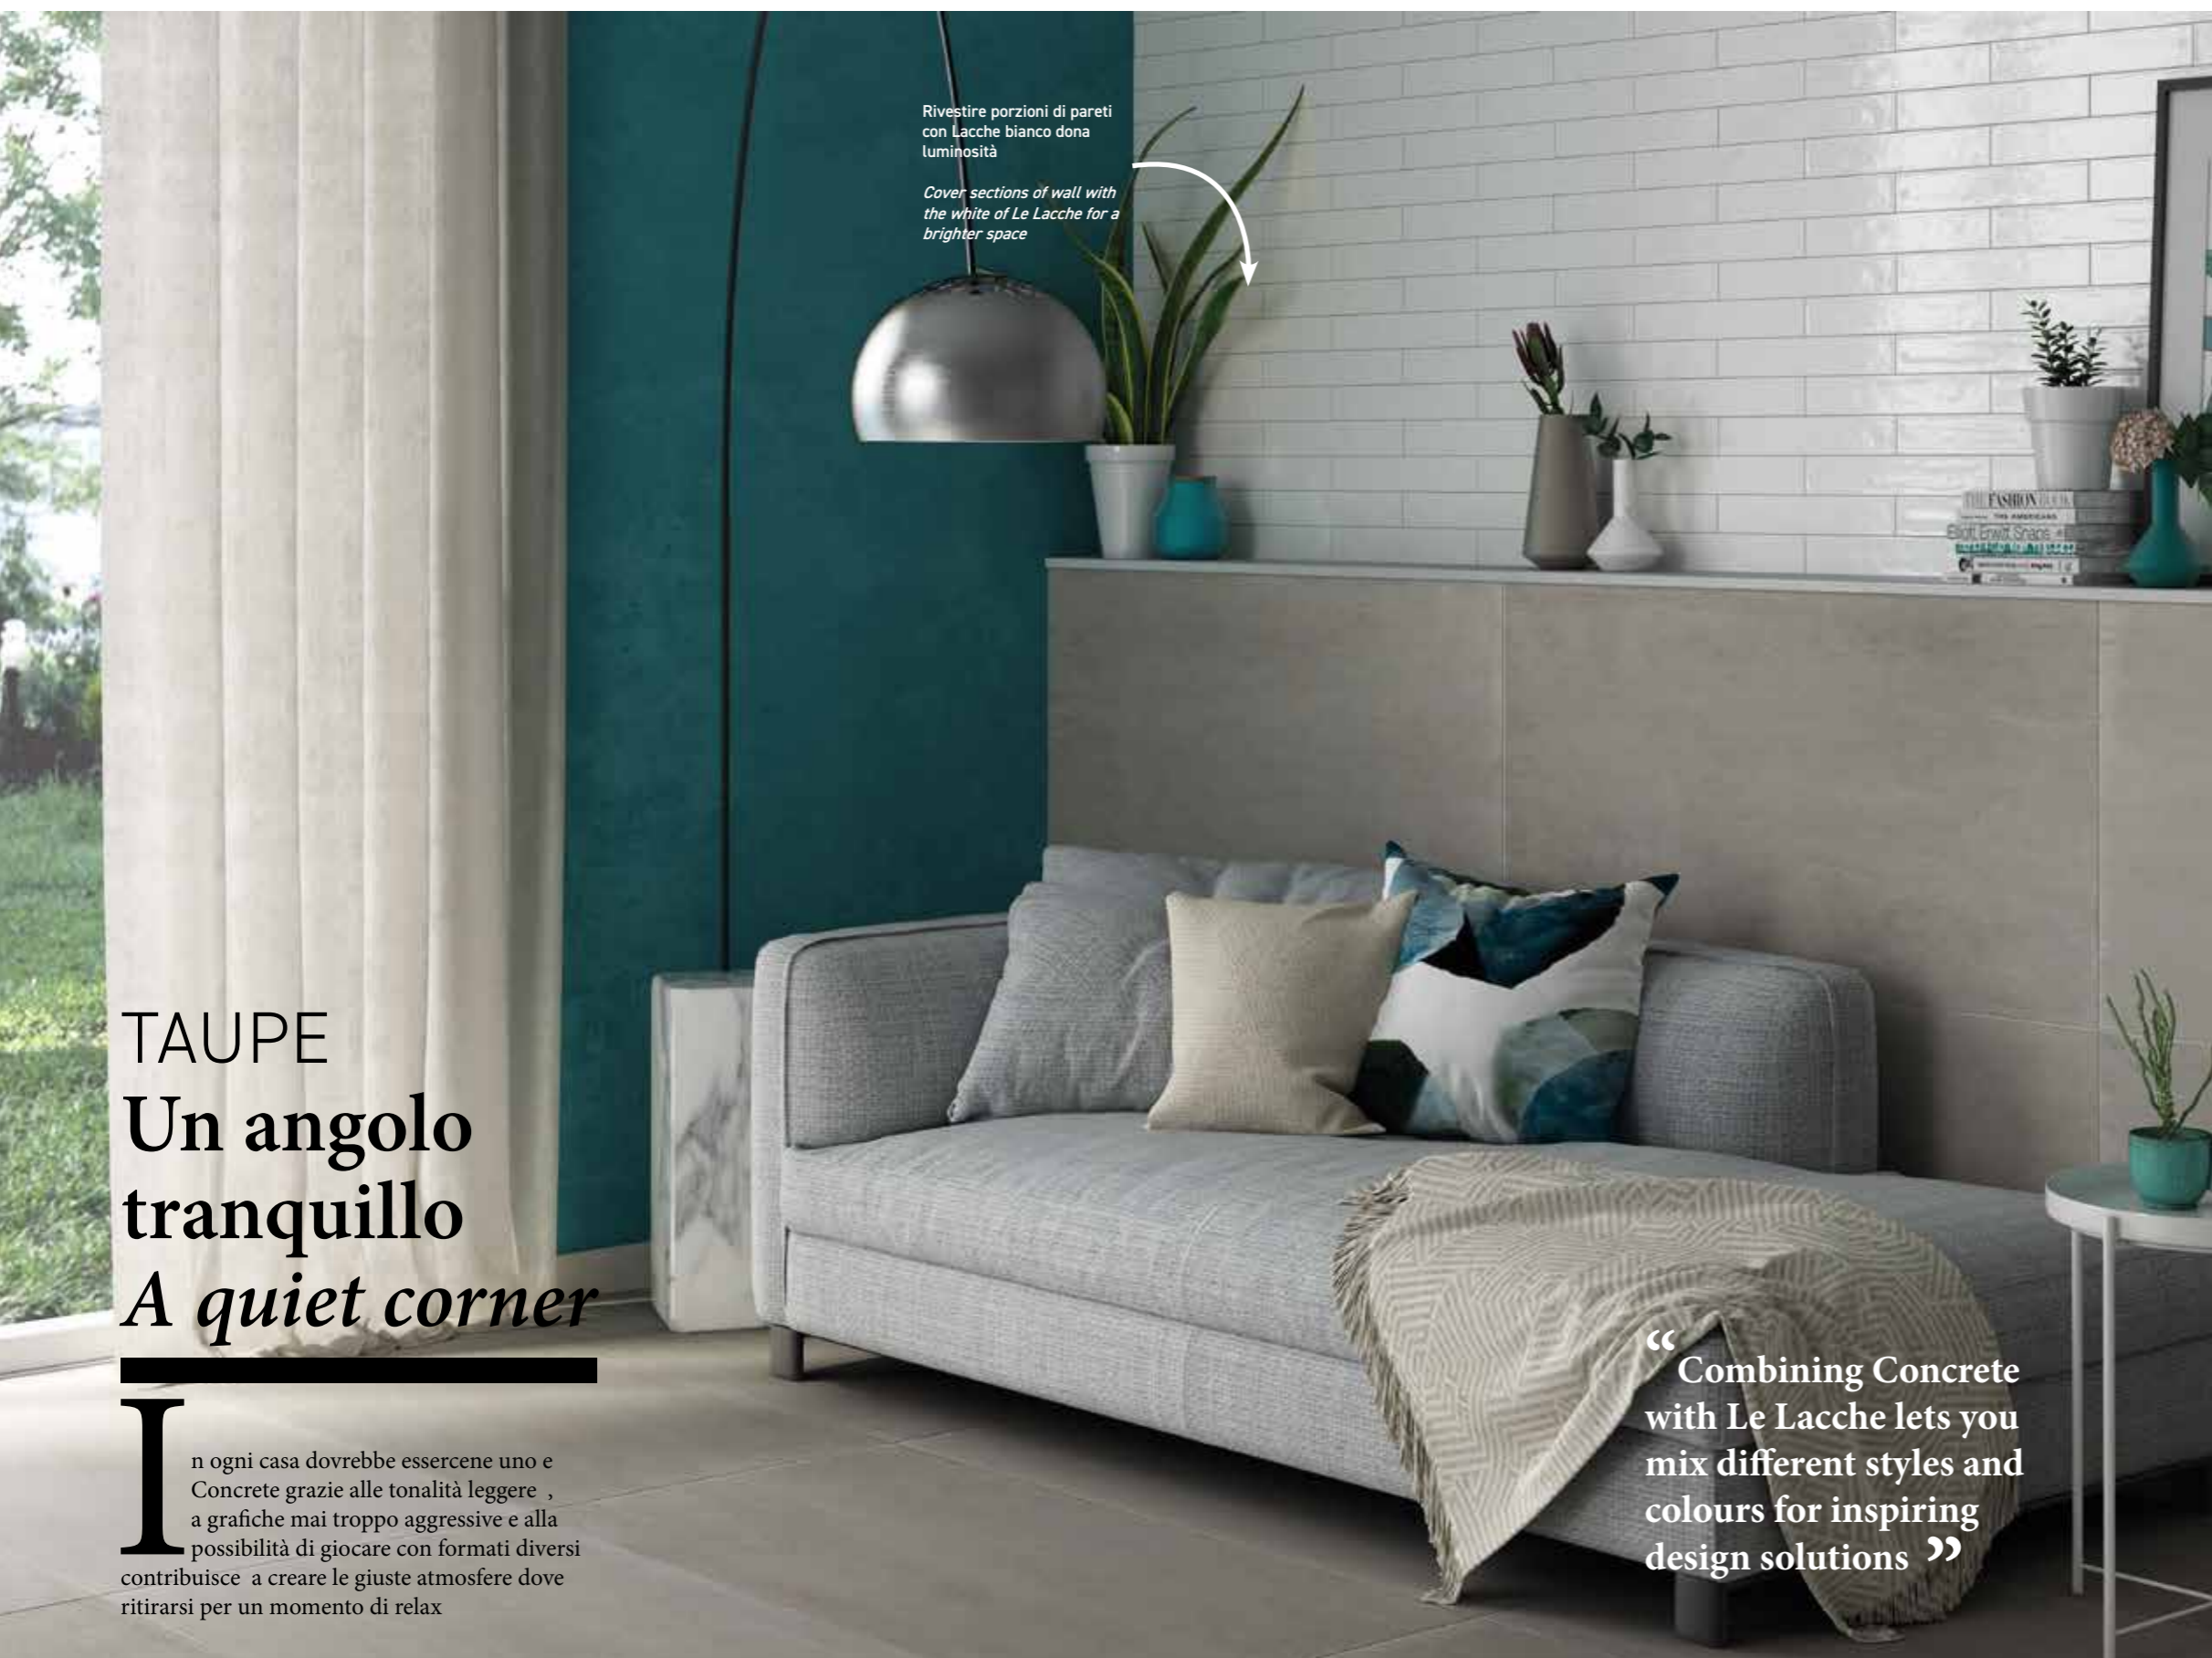 Rivestire porzioni di pareti
con Lacche bianco dona
luminosità
Cover sections of wall with
the white of Le Lacche for a
brighter space
THE FASHION BOOK
THE AMERICANS
Elliott Erwitt Snaps
TAUPE
Un angolo
tranquillo
A quiet corner
In ogni casa dovrebbe essercene uno e
Concrete grazie alle tonalità leggere ,
a grafiche mai troppo aggressive e alla
possibilità di giocare con formati diversi
contribuisce a creare le giuste atmosfere dove
ritirarsi per un momento di relax
“Combining Concrete
with Le Lacche lets you
mix different styles and
colours for inspiring
design solutions ”